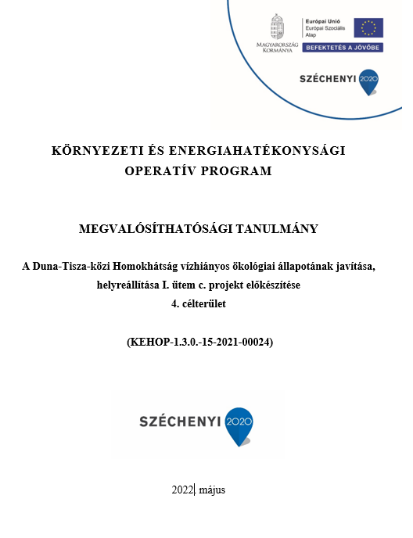 MAGYARORSZÁG
KORMÁNYA
Európai Unió
Európai Szociális
Alap
BEFEKTETÉS A JÖVŐBE
SZÉCHENYI 2020
KÖRNYEZETI ÉS ENERGIAHATÉKONYSÁGI
OPERATÍV PROGRAM
MEGVALÓSÍTHATÓSÁGI TANULMÁNY
A Duna-Tisza-közi Homokhátság vízhiányos ökológiai állapotának javítása,
helyreállítása I. ütem c. projekt előkészítése
4. célterület
(KEHOP-1.3.0.-15-2021-00024)
SZÉCHENYI 2020
2022 május